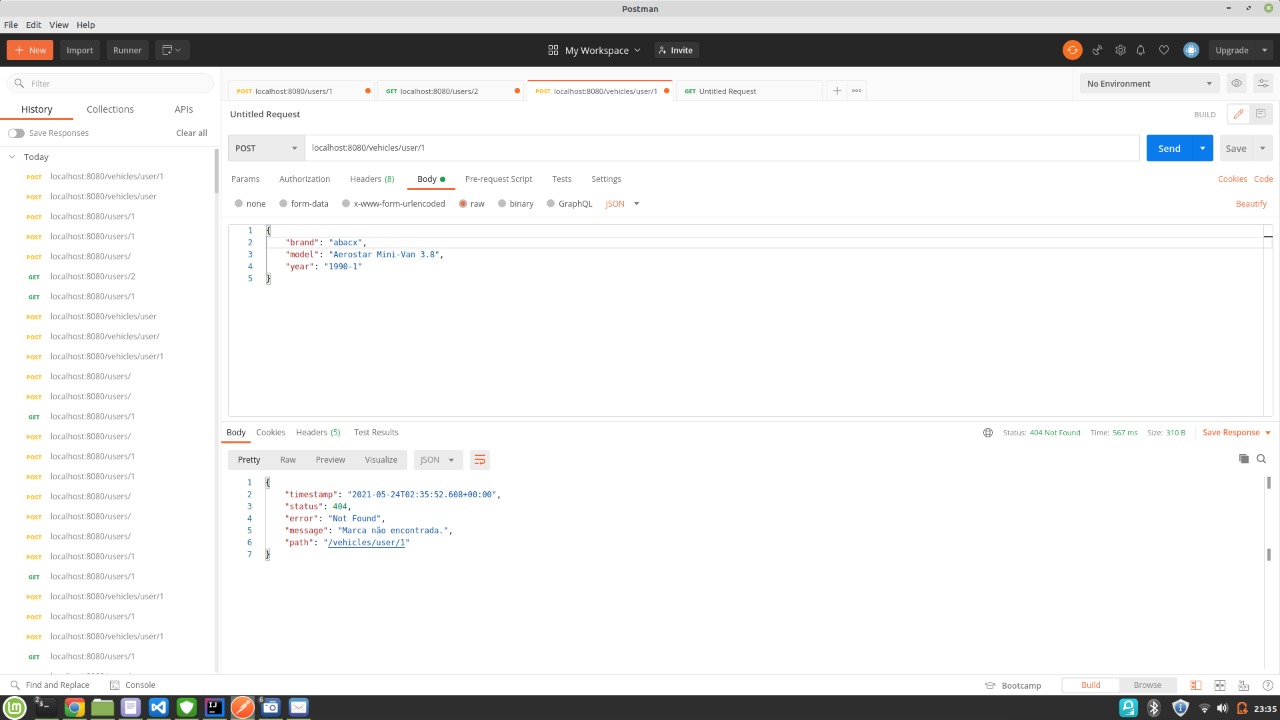 Postman
File Edit View Help
New Import Runner My Workspace Invite Upgrade
Filter
History Collections APIs
Save Responses Clear all
Today
POST localhost:8080/vehicles/user/1
POST localhost:8080/vehicles/user
POST localhost:8080/users/1
POST localhost:8080/users/1
POST localhost:8080/users/
GET localhost:8080/users/2
GET localhost:8080/users/1
POST localhost:8080/vehicles/user
POST localhost:8080/vehicles/user/
POST localhost:8080/vehicles/user/1
POST localhost:8080/users/
POST localhost:8080/users/
GET localhost:8080/users/1
POST localhost:8080/users/
POST localhost:8080/users/1
POST localhost:8080/users/1
POST localhost:8080/users/
POST localhost:8080/users/
POST localhost:8080/users/
POST localhost:8080/users/1
GET localhost:8080/users/1
POST localhost:8080/vehicles/user/1
POST localhost:8080/users/1
POST localhost:8080/vehicles/user/1
GET localhost:8080/users/1
POST localhost:8080/users/1 GET localhost:8080/users/2 POST localhost:8080/vehicles/user/1 GET Untitled Request No Environment
Untitled Request BUILD
POST localhost:8080/vehicles/user/1 Send Save
Params Authorization Headers (8) Body Pre-request Script Tests Settings Cookies Code
none form-data x-www-form-urlencoded raw binary GraphQL JSON Beautify
1 {
2 "brand": "abacx",
3 "model": "Aerostar Mini-Van 3.8",
4 "year": "1990-1"
5 }
Body Cookies Headers (5) Test Results Status: 404 Not Found Time: 567 ms Size: 310 B Save Response
Pretty Raw Preview Visualize JSON
1 {
2 "timestamp": "2021-05-24T02:35:52.608+00:00",
3 "status": 404,
4 "error": "Not Found",
5 "message": "Marca não encontrada.",
6 "path": "/vehicles/user/1"
7 }
Find and Replace Console Bootcamp Build Browse
23:35